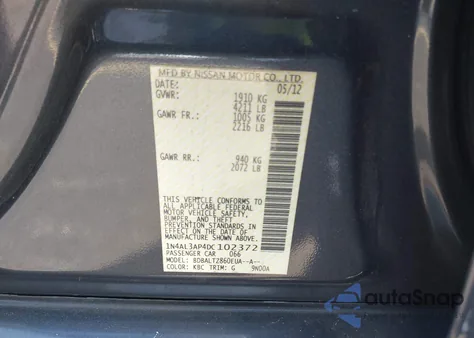 MFD BY NISSAN MOTOR CO., LTD.
DATE: 05/12
GVWR: 1910 KG
4211 LB
GAWR FR.: 1005 KG
2216 LB
GAWR RR.: 940 KG
2072 LB
THIS VEHICLE CONFORMS
TO ALL APPLICABLE FEDERAL
MOTOR VEHICLE SAFETY,
BUMPER, AND THEFT
PREVENTION STANDARDS
IN EFFECT ON THE DATE OF
MANUFACTURE SHOWN ABOVE.
1N4AL3AP4DC102372
PASSENGER CAR 066
MODEL: BDBALTZ860EUA--A--
COLOR: KBC TRIM: G 9N00A
autoSnap